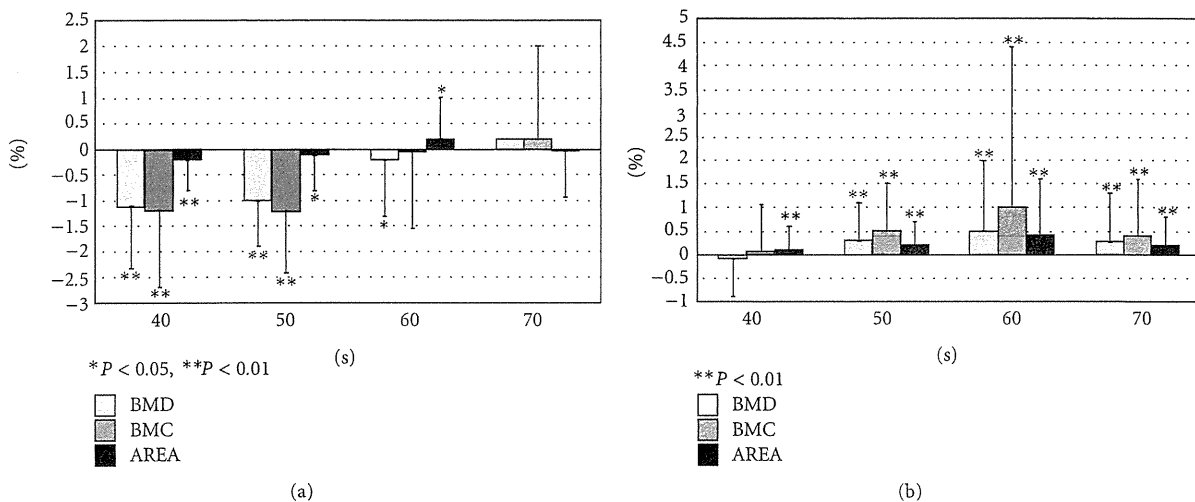 2.5
2
1.5
1
0.5
0
−0.5
−1
−1.5
−2
−2.5
−3
(%)
** ** ** ** ** * * * 
40 50 60 70
(s)
*P < 0.05, **P < 0.01
BMD
BMC
AREA
(a)
5
4.5
4
3.5
3
2.5
2
1.5
1
0.5
0
−0.5
−1
(%)
** ** ** ** ** ** ** ** ** **
40 50 60 70
(s)
**P < 0.01
BMD
BMC
AREA
(b)